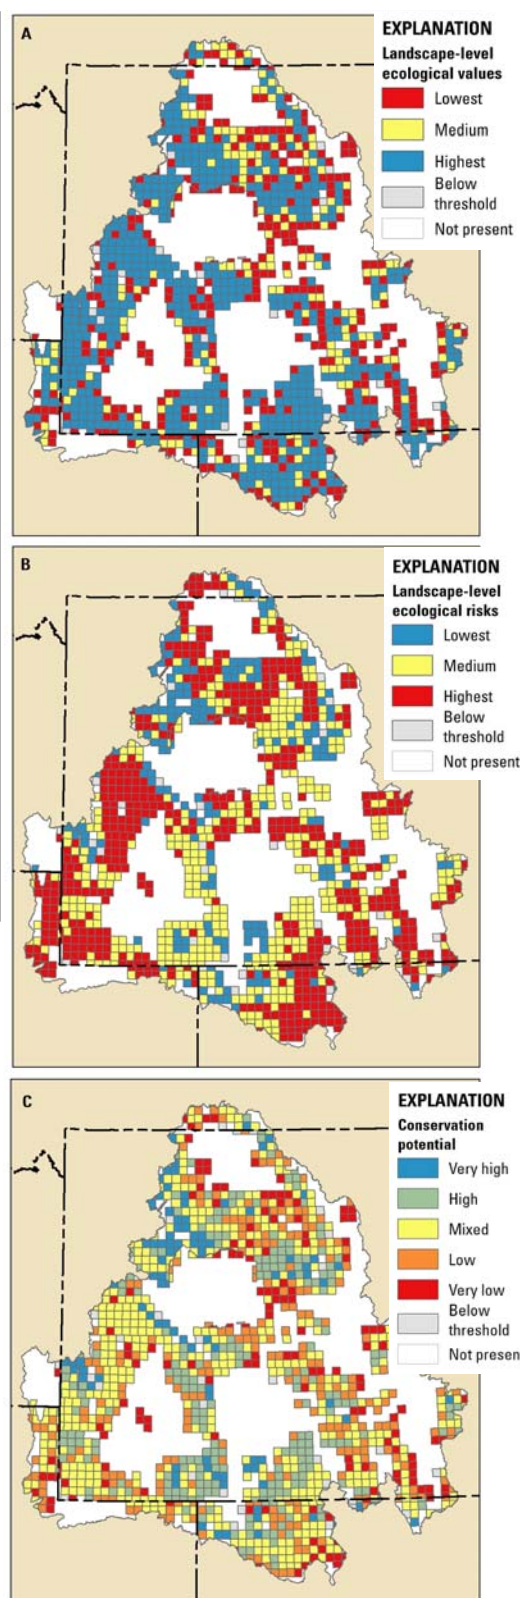 A
EXPLANATION
Landscape-level
ecological values
Lowest
Medium
Highest
Below
threshold
Not present
B
EXPLANATION
Landscape-level
ecological risks
Lowest
Medium
Highest
Below
threshold
Not present
C
EXPLANATION
Conservation
potential
Very high
High
Mixed
Low
Very low
Below
threshold
Not present